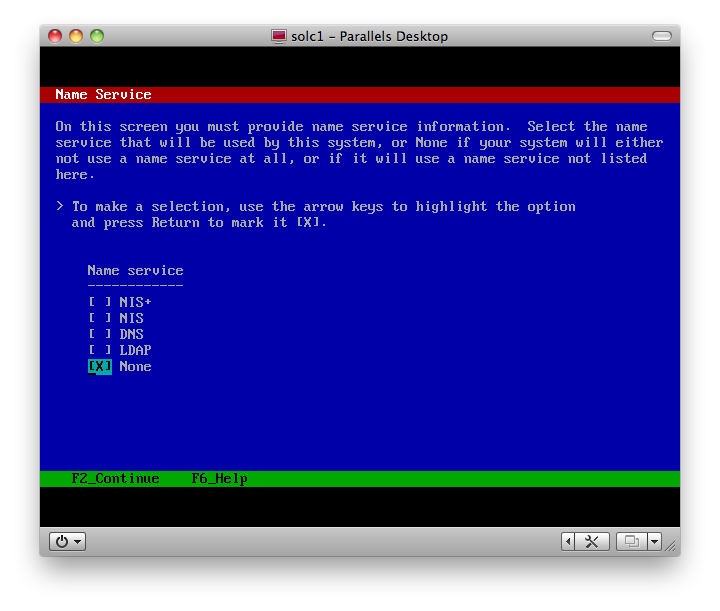 solc1 – Parallels Desktop
Name Service
On this screen you must provide name service information.  Select the name
service that will be used by this system, or None if your system will either
not use a name service at all, or if it will use a name service not listed
here.
> To make a selection, use the arrow keys to highlight the option
and press Return to mark it [X].
Name service
------------
[ ] NIS+
[ ] NIS
[ ] DNS
[ ] LDAP
[X] None
F2_Continue    F6_Help